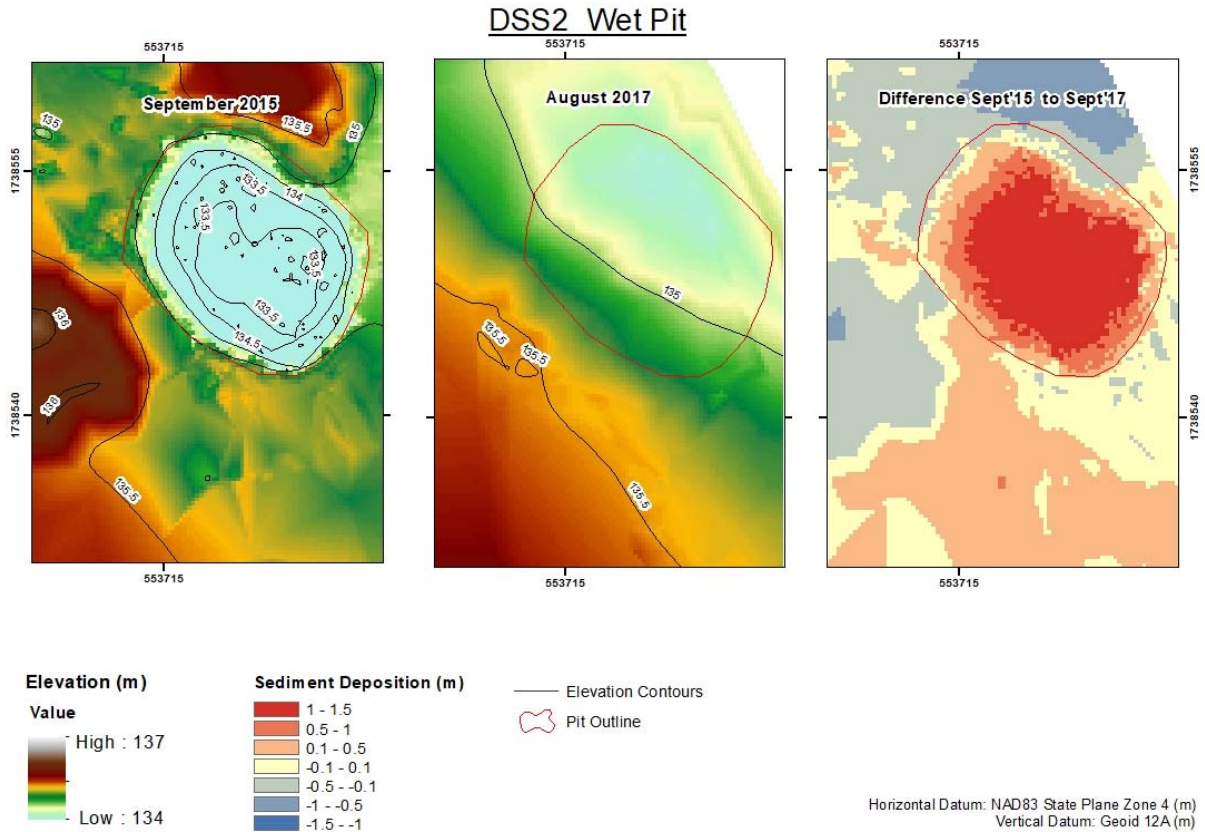 DSS2 Wet Pit
553715
553715
553715
September 2015
August 2017
Difference Sept'15 to Sept'17
1738555
1738555
1738540
1738540
135
135.5
135
133.5
134
133.5
133.5
133.5
134.5
136
136
135.5
135
135.5
135.5
135.5
553715
553715
553715
Elevation (m)
Value
High : 137
Low : 134
Sediment Deposition (m)
1 - 1.5
0.5 - 1
0.1 - 0.5
-0.1 - 0.1
-0.5 - -0.1
-1 - -0.5
-1.5 - -1
Elevation Contours
Pit Outline
Horizontal Datum: NAD83 State Plane Zone 4 (m)
Vertical Datum: Geoid 12A (m)